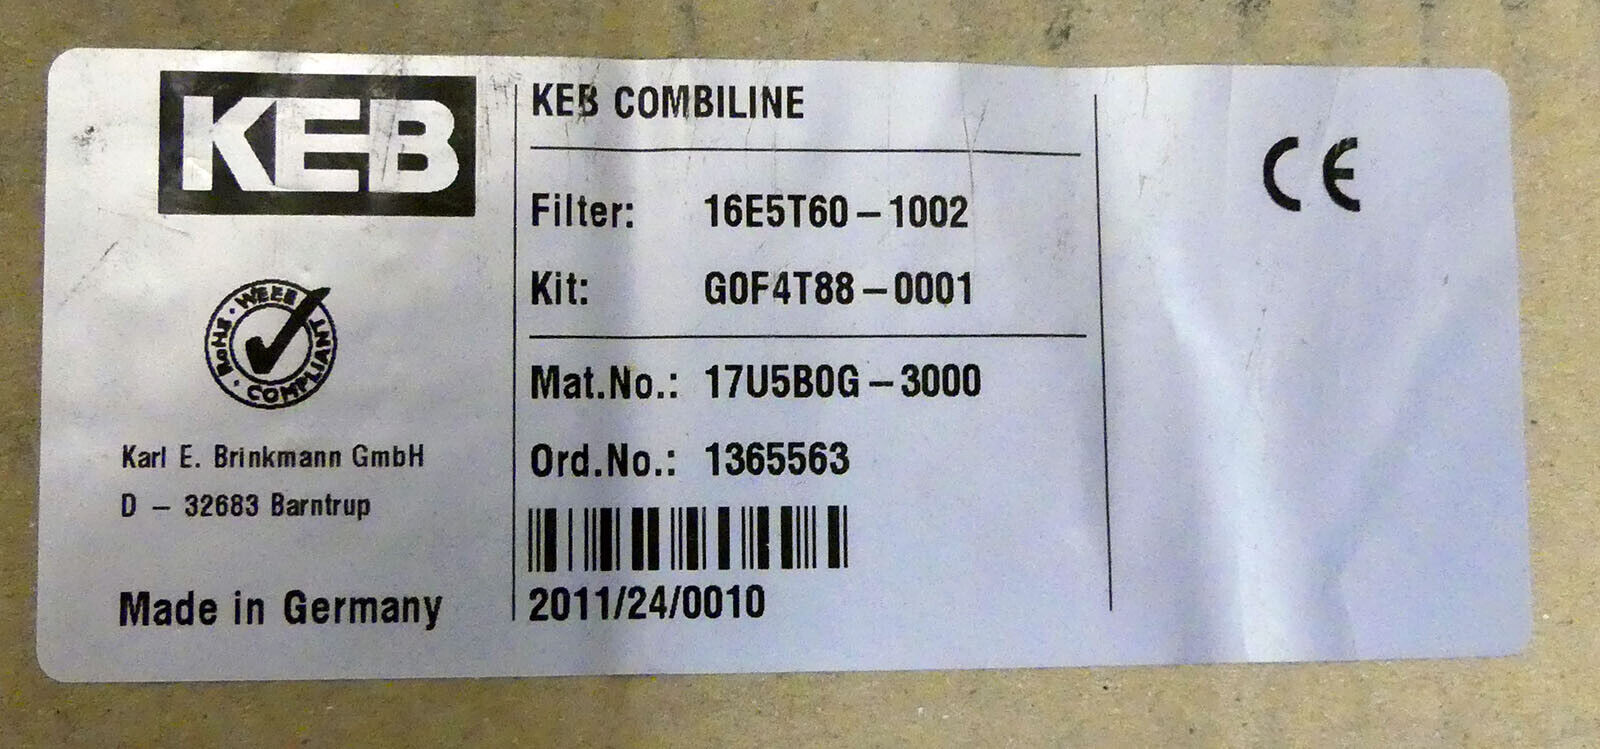 KEB
WEEE · RoHS · COMPLIANT
Karl E. Brinkmann GmbH
D – 32683 Barntrup
Made in Germany
KEB COMBILINE
Filter: 16E5T60–1002
Kit: G0F4T88–0001
Mat.No.: 17U5B0G–3000
Ord.No.: 1365563
2011/24/0010
CE